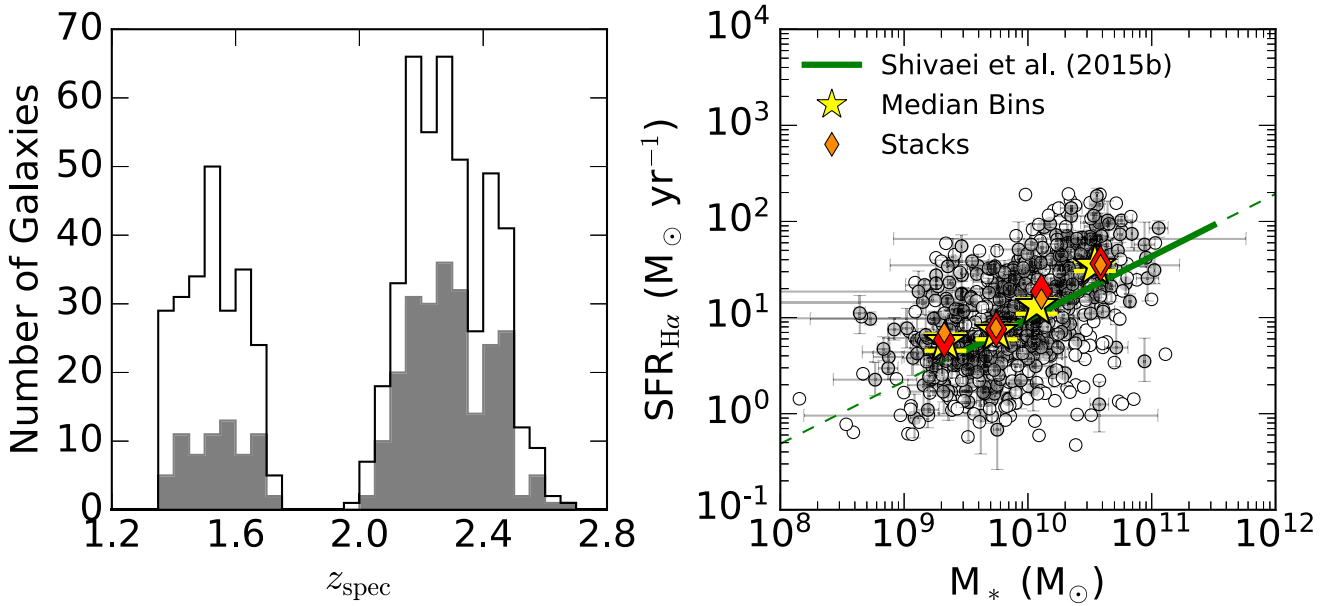 Number of Galaxies
70
60
50
40
30
20
10
0
1.2 1.6 2.0 2.4 2.8
z_spec
SFR_Hα (M_⊙ yr^−1)
10^4
10^3
10^2
10^1
10^0
10^-1
Shivaei et al. (2015b)
Median Bins
Stacks
10^8 10^9 10^10 10^11 10^12
M_* (M_⊙)